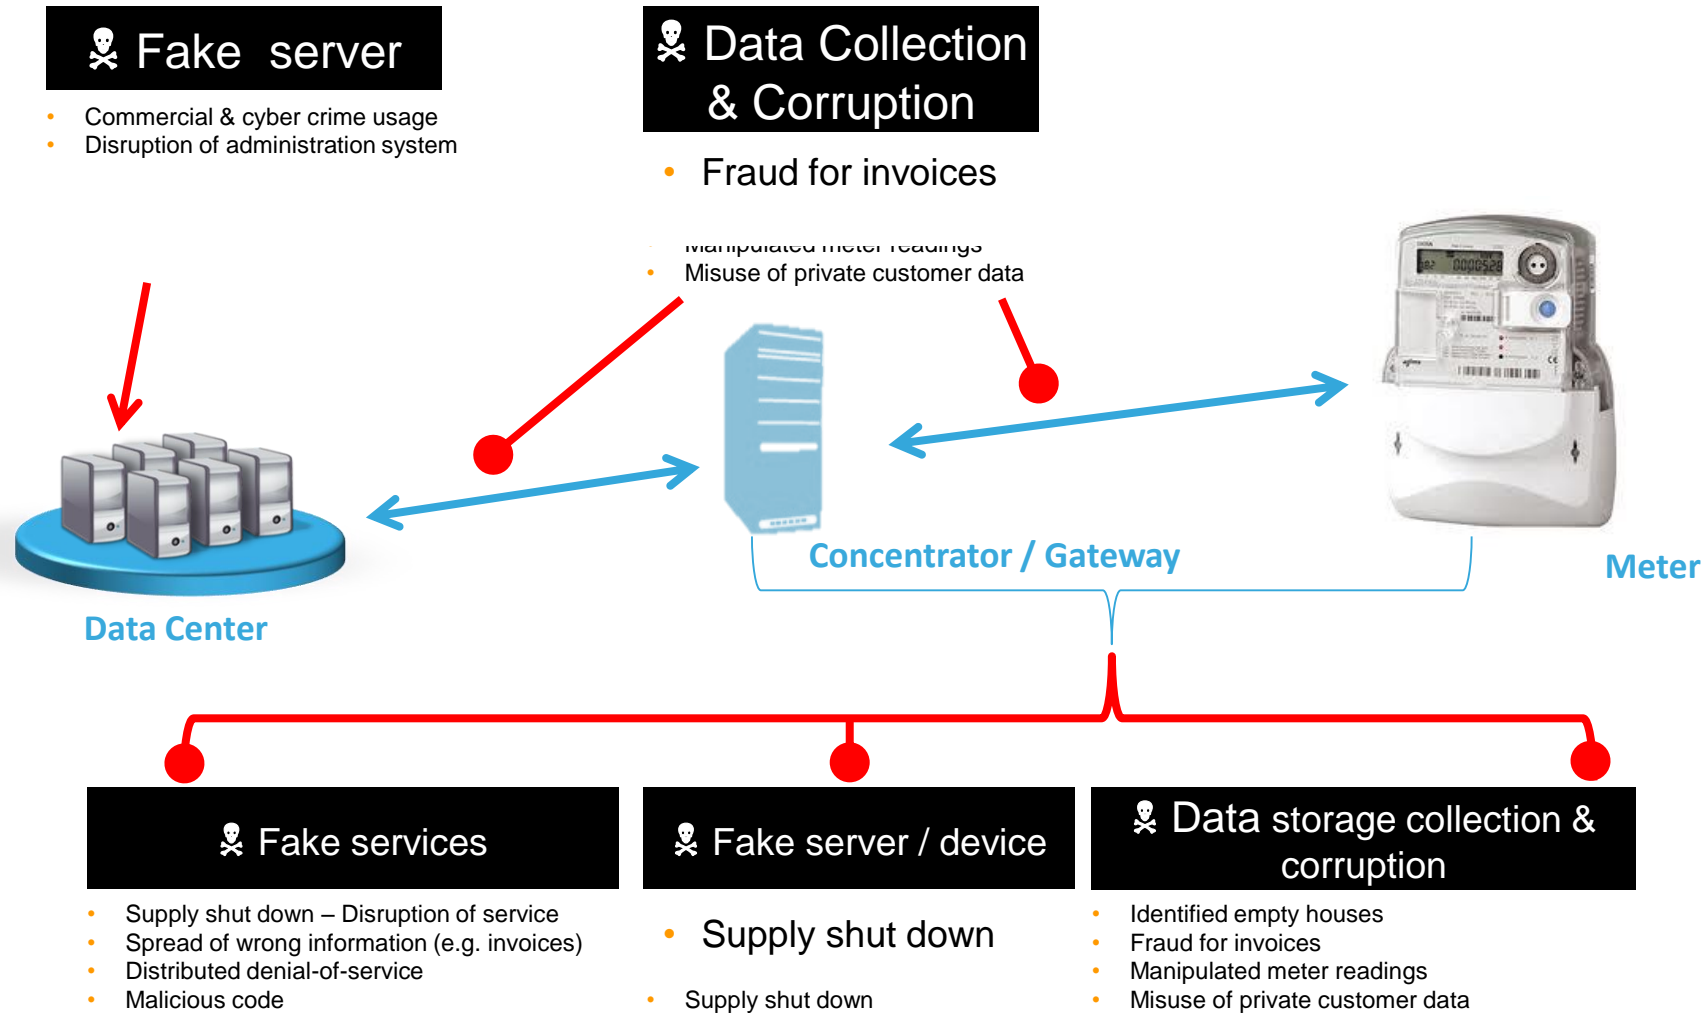 ☠ Fake server
• Commercial & cyber crime usage
• Disruption of administration system
☠ Data Collection
& Corruption
• Fraud for invoices
• Manipulated meter readings
• Misuse of private customer data
Data Center
Concentrator / Gateway
Meter
☠ Fake services
• Supply shut down – Disruption of service
• Spread of wrong information (e.g. invoices)
• Distributed denial-of-service
• Malicious code
☠ Fake server / device
• Supply shut down
• Supply shut down
☠ Data storage collection &
corruption
• Identified empty houses
• Fraud for invoices
• Manipulated meter readings
• Misuse of private customer data